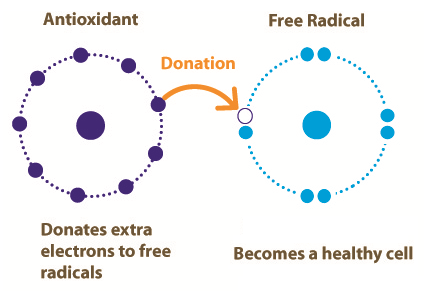 Antioxidant
Free Radical
Donation
Donates extra
electrons to free
radicals
Becomes a healthy cell